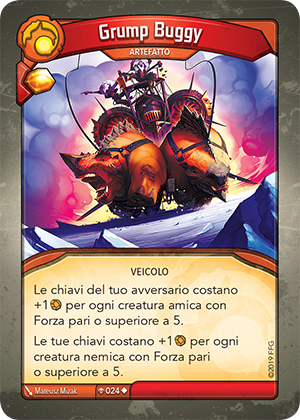 Grump Buggy
ARTEFATTO
VEICOLO
Le chiavi del tuo avversario costano
+1 per ogni creatura amica con
Forza pari o superiore a 5.
Le tue chiavi costano +1 per ogni
creatura nemica con Forza pari
o superiore a 5.
©2019 FFG
Mateusz Mizak
024